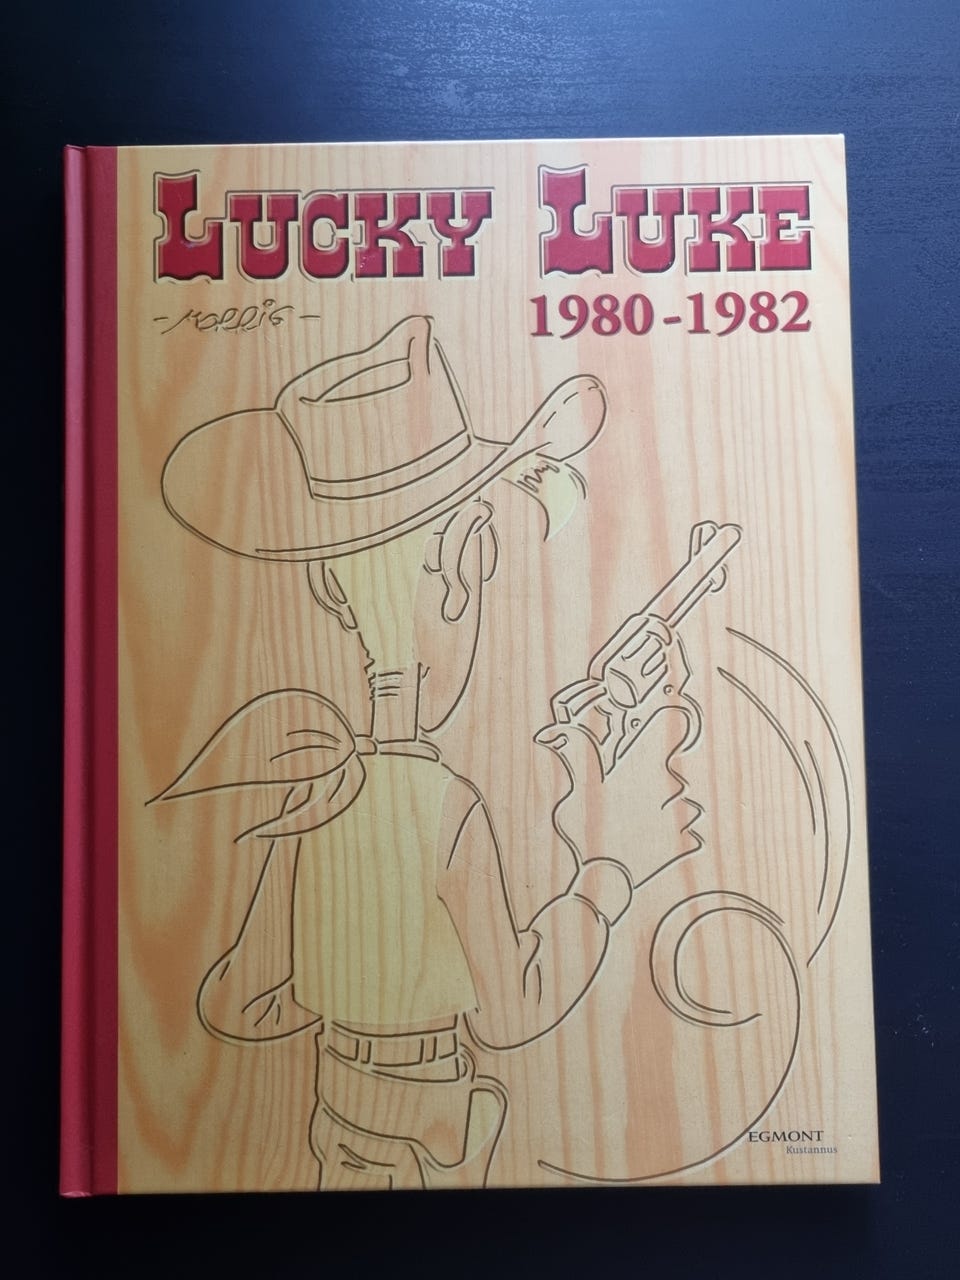 LUCKY LUKE
- MORRIS -
1980-1982
EGMONT
Kustannus